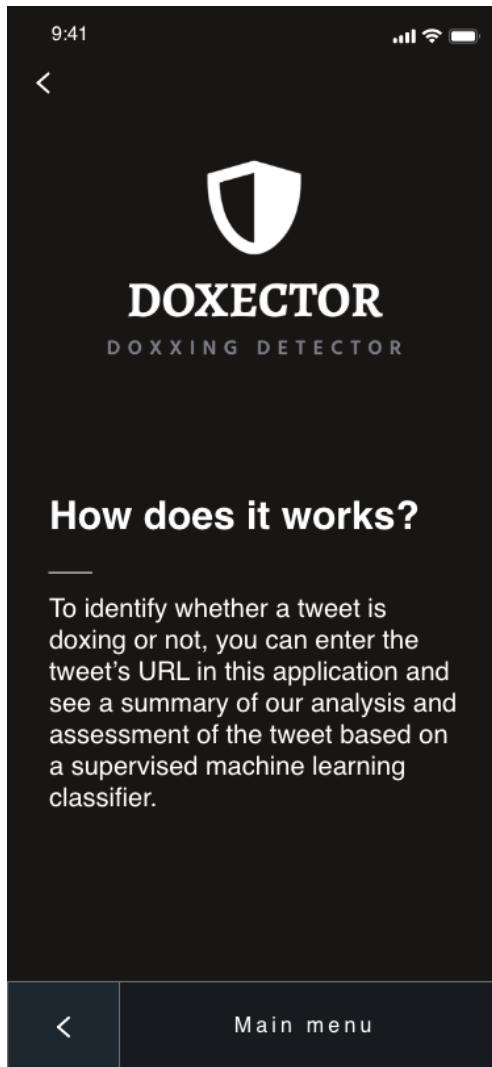 9:41
DOXECTOR
DOXXING DETECTOR
How does it works?
To identify whether a tweet is
doxing or not, you can enter the
tweet’s URL in this application and
see a summary of our analysis and
assessment of the tweet based on
a supervised machine learning
classifier.
Main menu